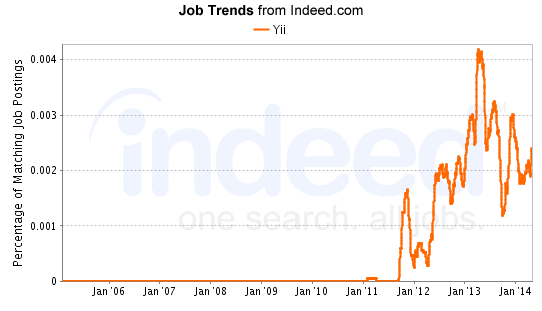 Job Trends from Indeed.com
Yii
Percentage of Matching Job Postings
0.004
0.003
0.002
0.001
0
indeed
one search. all jobs.
Jan'06 Jan'07 Jan'08 Jan'09 Jan'10 Jan'11 Jan'12 Jan'13 Jan'14